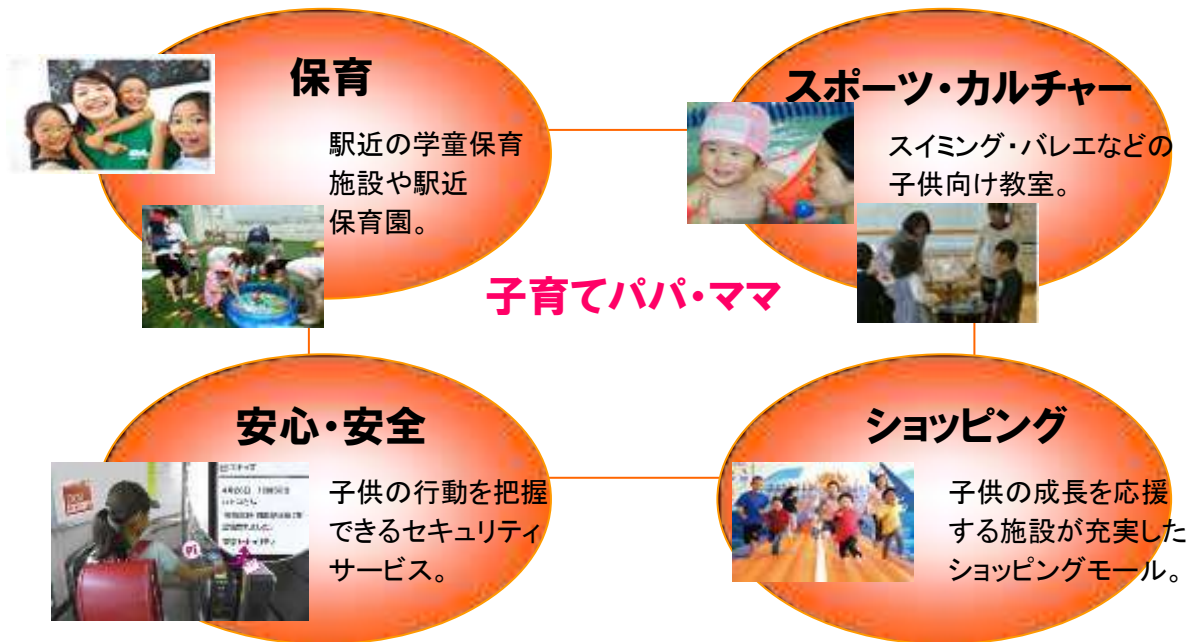 保育
駅近の学童保育
施設や駅近
保育園。
スポーツ・カルチャー
スイミング・バレエなどの
子供向け教室。
子育てパパ・ママ
安心・安全
子供の行動を把握
できるセキュリティ
サービス。
Pi
ショッピング
子供の成長を応援
する施設が充実した
ショッピングモール。